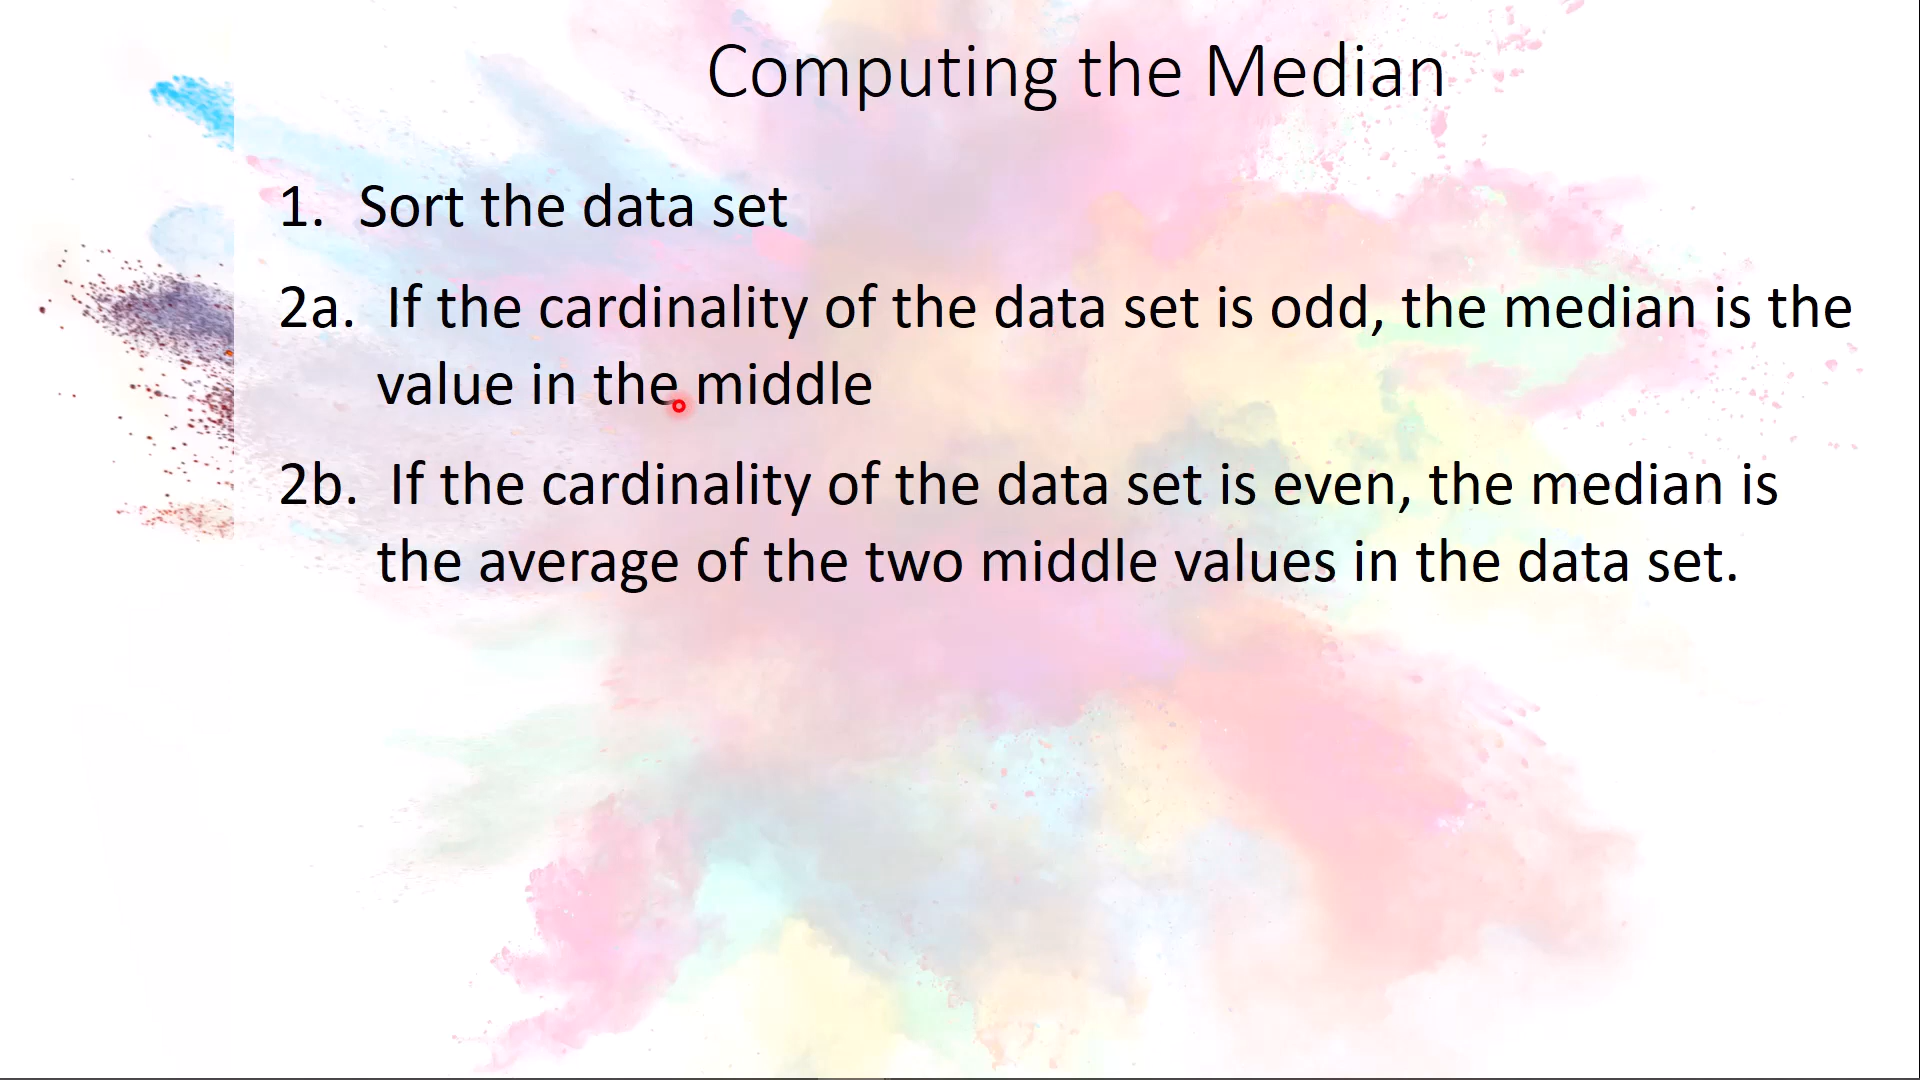 Computing the Median
1. Sort the data set
2a. If the cardinality of the data set is odd, the median is the
value in the middle
2b. If the cardinality of the data set is even, the median is
the average of the two middle values in the data set.